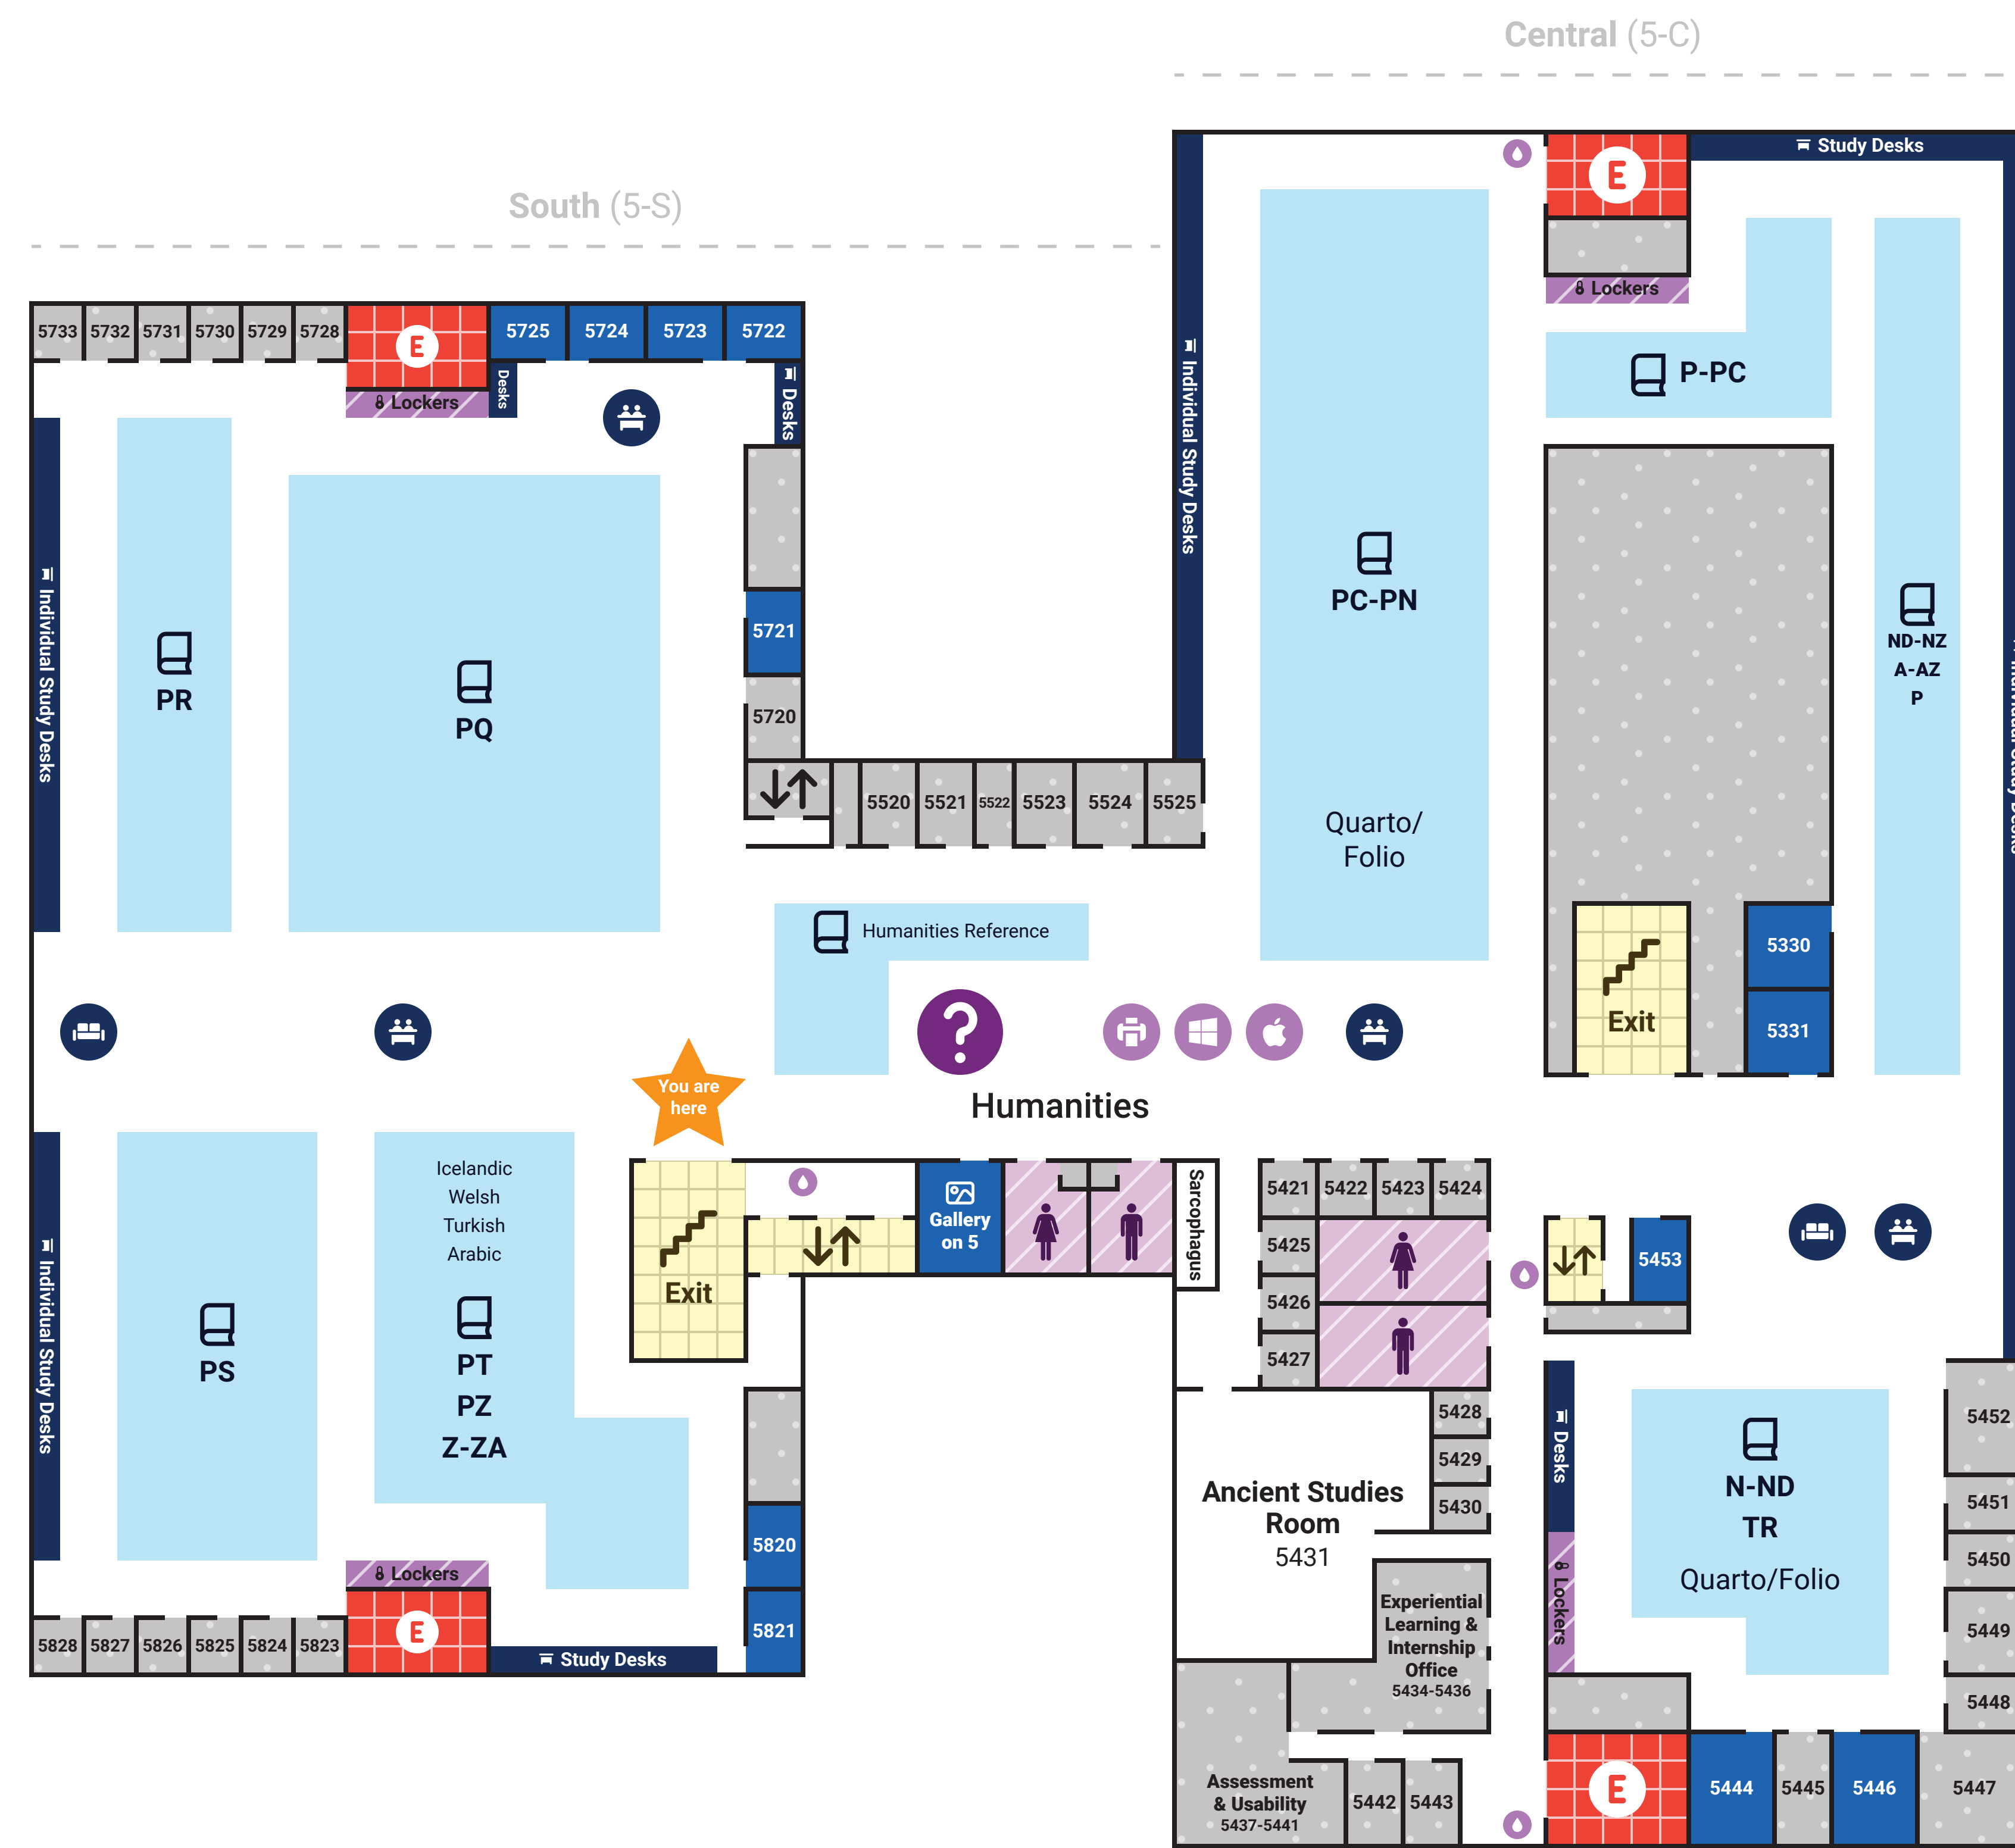 Central (5-C)
South (5-S)
Study Desks
E
Lockers
5733
5732
5731
5730
5729
5728
E
Lockers
5725
5724
5723
5722
Desks
Desks
Individual Study Desks
PR
PQ
5721
5720
5520
5521
5522
5523
5524
5525
Individual Study Desks
PC-PN
Quarto/
Folio
P-PC
ND-NZ
A-AZ
P
Individual Study Desks
5330
5331
Exit
Humanities Reference
?
You are
here
Humanities
Individual Study Desks
PS
Icelandic
Welsh
Turkish
Arabic
PT
PZ
Z-ZA
Exit
Gallery
on 5
Sarcophagus
5421
5422
5423
5424
5425
5426
5427
5428
5429
5430
5453
Ancient Studies
Room
5431
Experiential
Learning &
Internship
Office
5434-5436
Assessment
& Usability
5437-5441
5442
5443
Desks
Lockers
N-ND
TR
Quarto/Folio
5452
5451
5450
5449
5448
E
5444
5445
5446
5447
5820
5821
Lockers
E
5828
5827
5826
5825
5824
5823
Study Desks